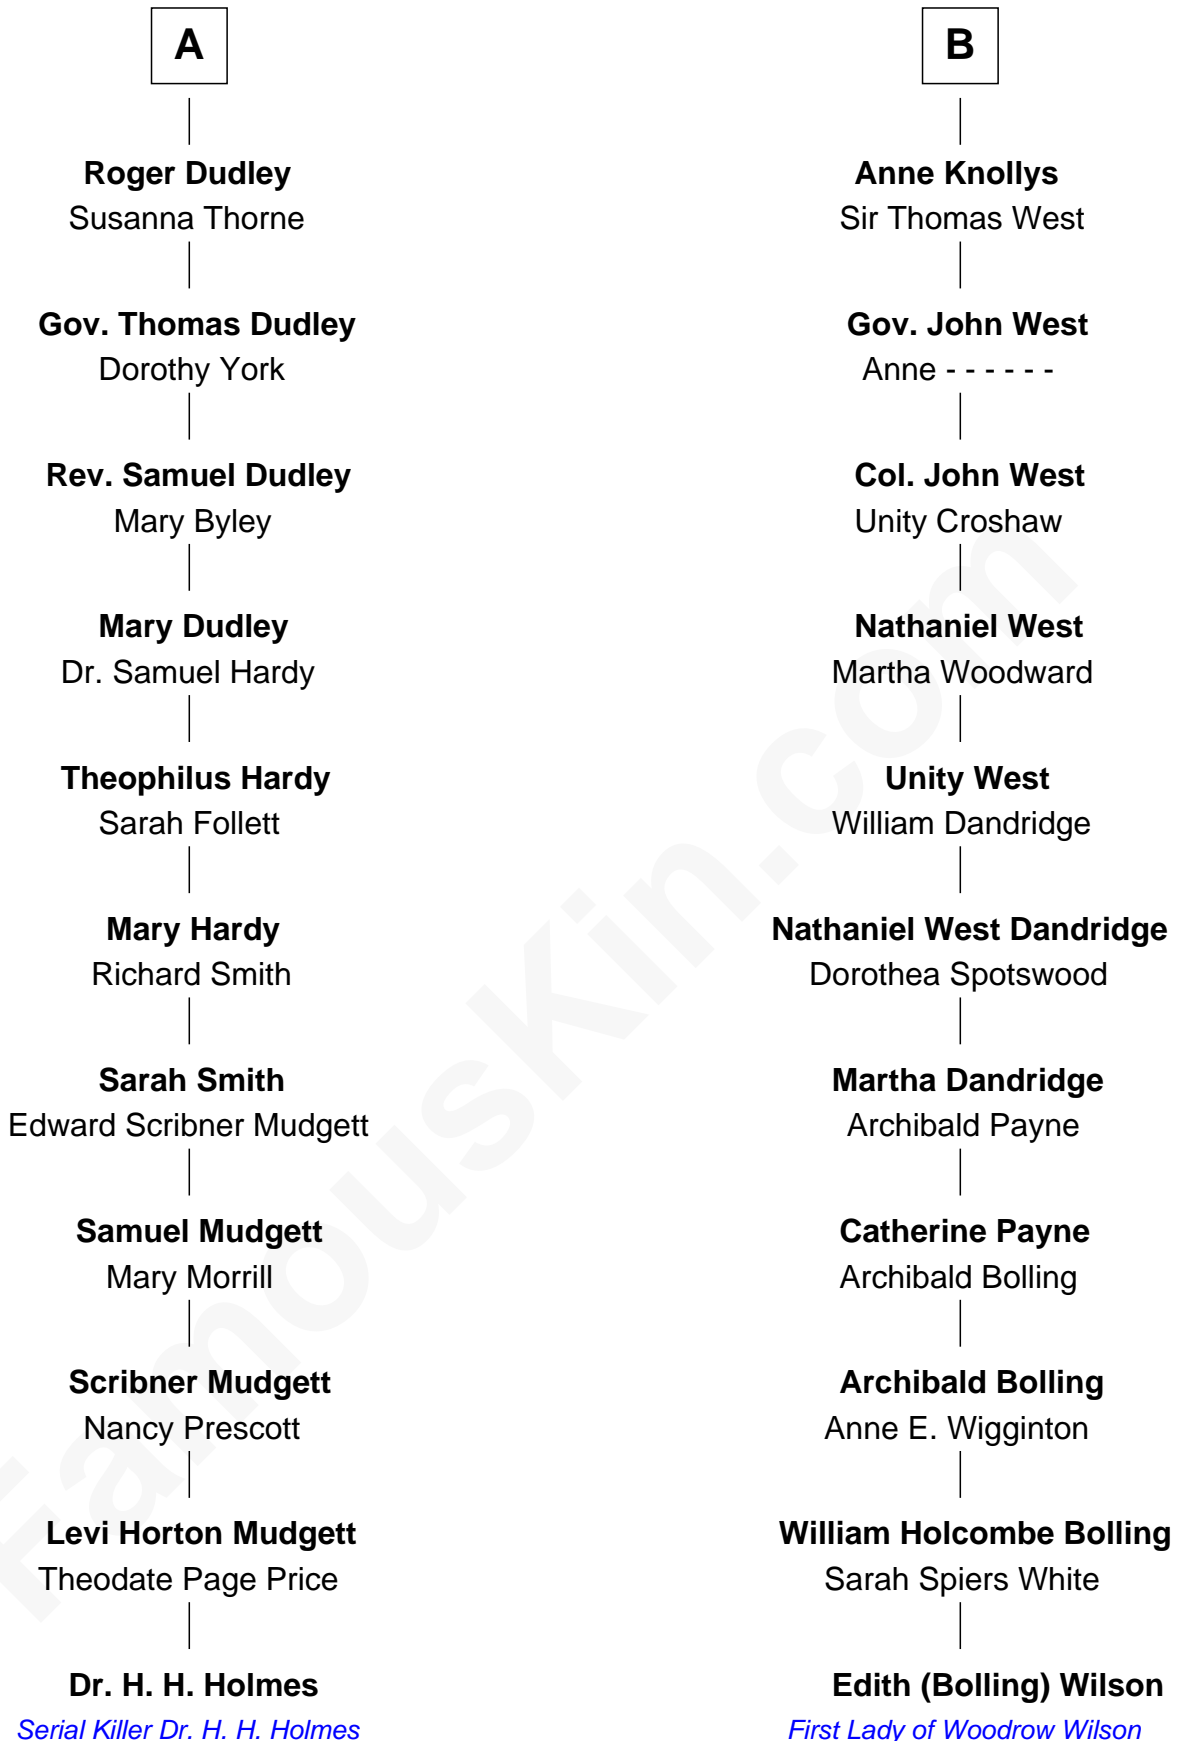 A
Roger Dudley
Susanna Thorne
Gov. Thomas Dudley
Dorothy York
Rev. Samuel Dudley
Mary Byley
Mary Dudley
Dr. Samuel Hardy
Theophilus Hardy
Sarah Follett
Mary Hardy
Richard Smith
Sarah Smith
Edward Scribner Mudgett
Samuel Mudgett
Mary Morrill
Scribner Mudgett
Nancy Prescott
Levi Horton Mudgett
Theodate Page Price
Dr. H. H. Holmes
Serial Killer Dr. H. H. Holmes
B
Anne Knollys
Sir Thomas West
Gov. John West
Anne - - - - - -
Col. John West
Unity Croshaw
Nathaniel West
Martha Woodward
Unity West
William Dandridge
Nathaniel West Dandridge
Dorothea Spotswood
Martha Dandridge
Archibald Payne
Catherine Payne
Archibald Bolling
Archibald Bolling
Anne E. Wigginton
William Holcombe Bolling
Sarah Spiers White
Edith (Bolling) Wilson
First Lady of Woodrow Wilson
FamousKin.com